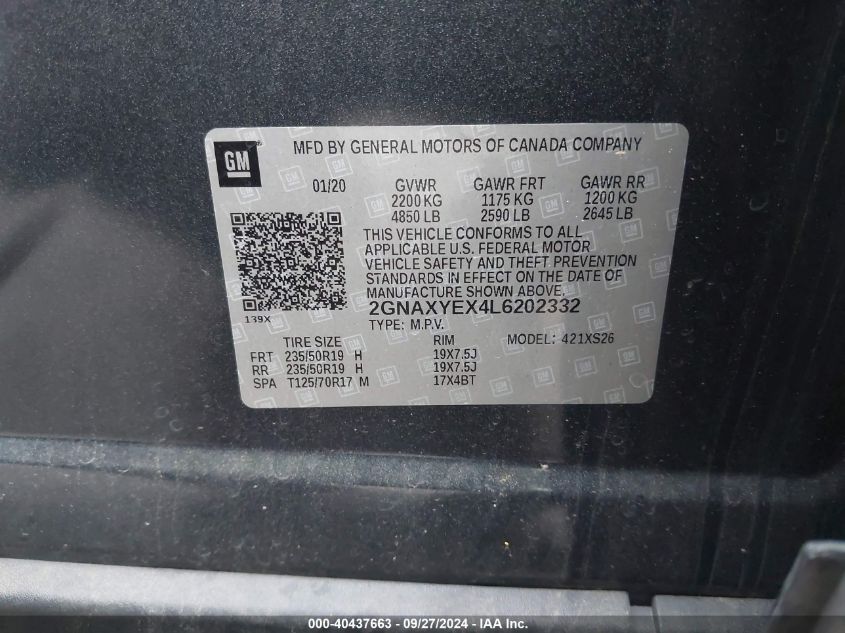 GM
MFD BY GENERAL MOTORS OF CANADA COMPANY
01/20 GVWR GAWR FRT GAWR RR
2200 KG 1175 KG 1200 KG
4850 LB 2590 LB 2645 LB
THIS VEHICLE CONFORMS TO ALL
APPLICABLE U.S. FEDERAL MOTOR
VEHICLE SAFETY AND THEFT PREVENTION
STANDARDS IN EFFECT ON THE DATE OF
MANUFACTURE SHOWN ABOVE.
139X
2GNAXYEX4L6202332
TYPE: M.P.V. MODEL: 421XS26
TIRE SIZE RIM
FRT 235/50R19 H 19X7.5J
RR 235/50R19 H 19X7.5J
SPA T125/70R17 M 17X4BT
000-40437663 - 09/27/2024 - IAA Inc.